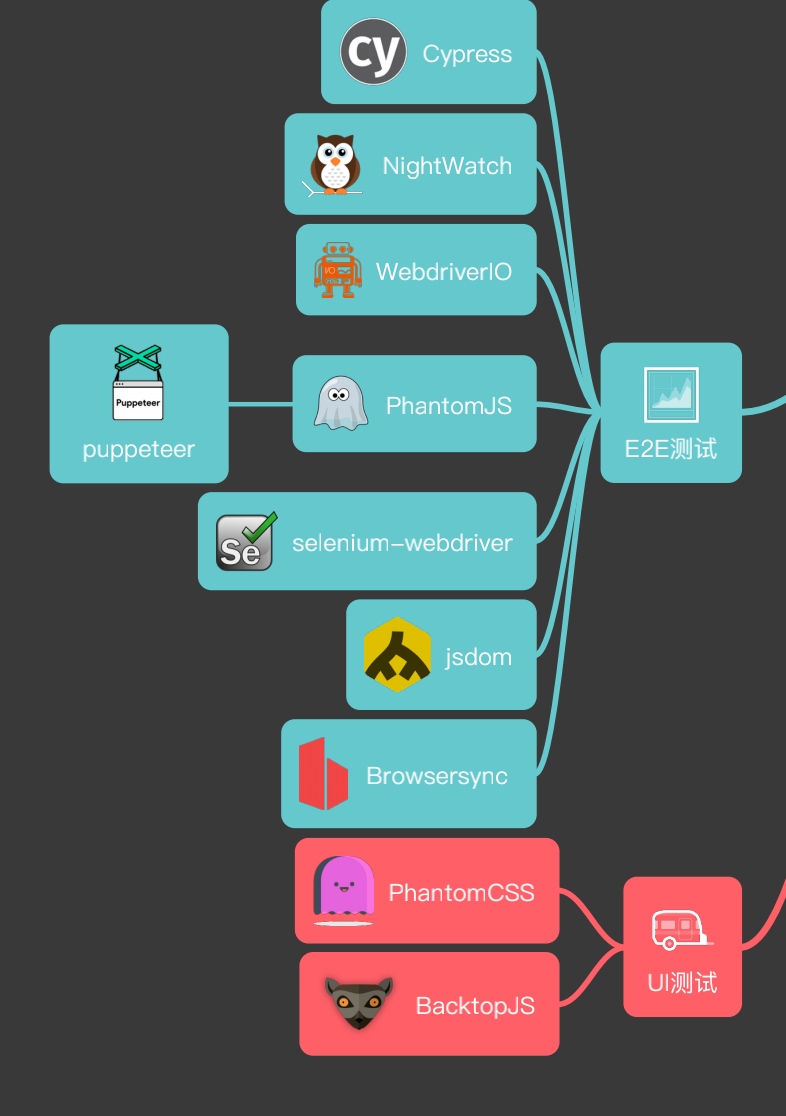 cy
Cypress
NightWatch
I/O
WebdriverIO
Puppeteer
puppeteer
PhantomJS
E2E测试
Se
selenium-webdriver
jsdom
Browsersync
PhantomCSS
UI测试
BacktopJS